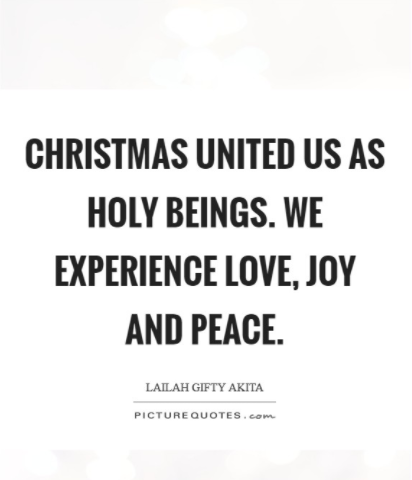 CHRISTMAS UNITED US AS
HOLY BEINGS. WE
EXPERIENCE LOVE, JOY
AND PEACE.
LAILAH GIFTY AKITA
PICTUREQUOTES.com